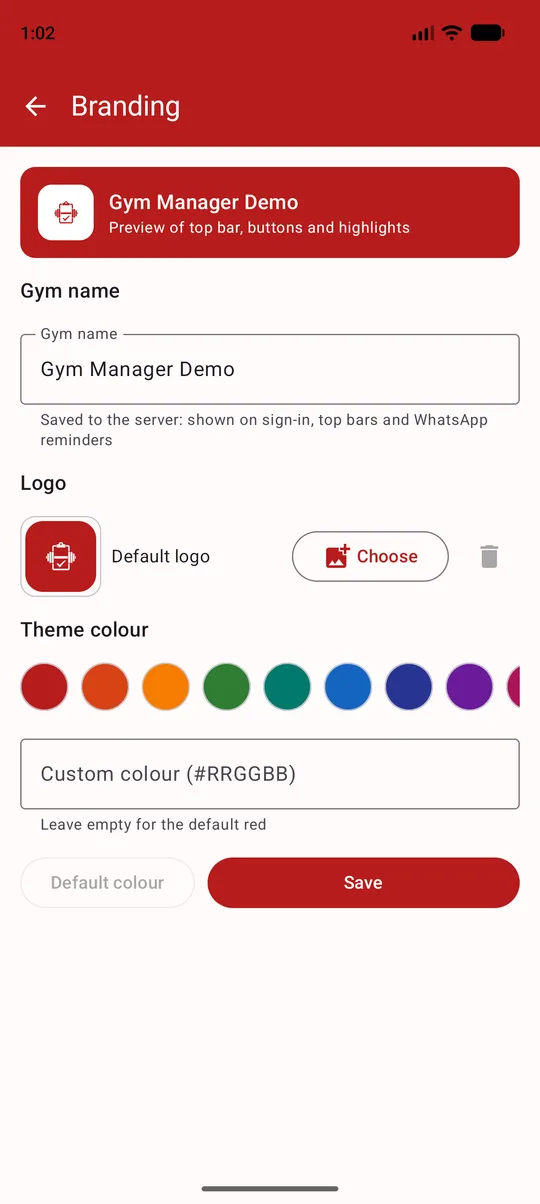 1:02
Branding
Gym Manager Demo
Preview of top bar, buttons and highlights
Gym name
Gym name
Gym Manager Demo
Saved to the server: shown on sign-in, top bars and WhatsApp
reminders
Logo
Default logo
Choose
Theme colour
Custom colour (#RRGGBB)
Leave empty for the default red
Default colour
Save